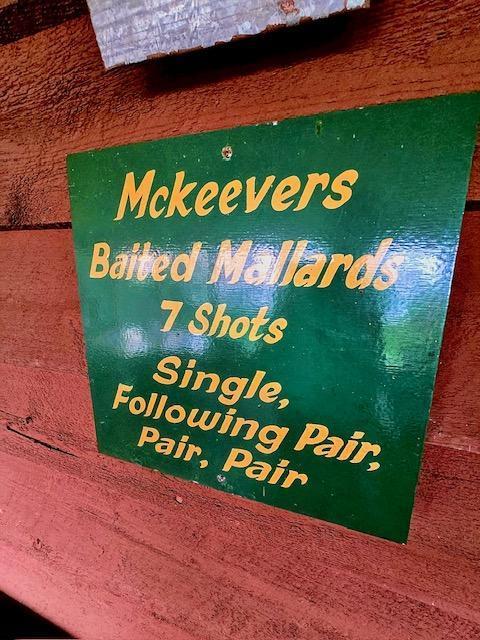 Mckeevers
Baited Mallards
7 Shots
Single,
Following Pair,
Pair, Pair